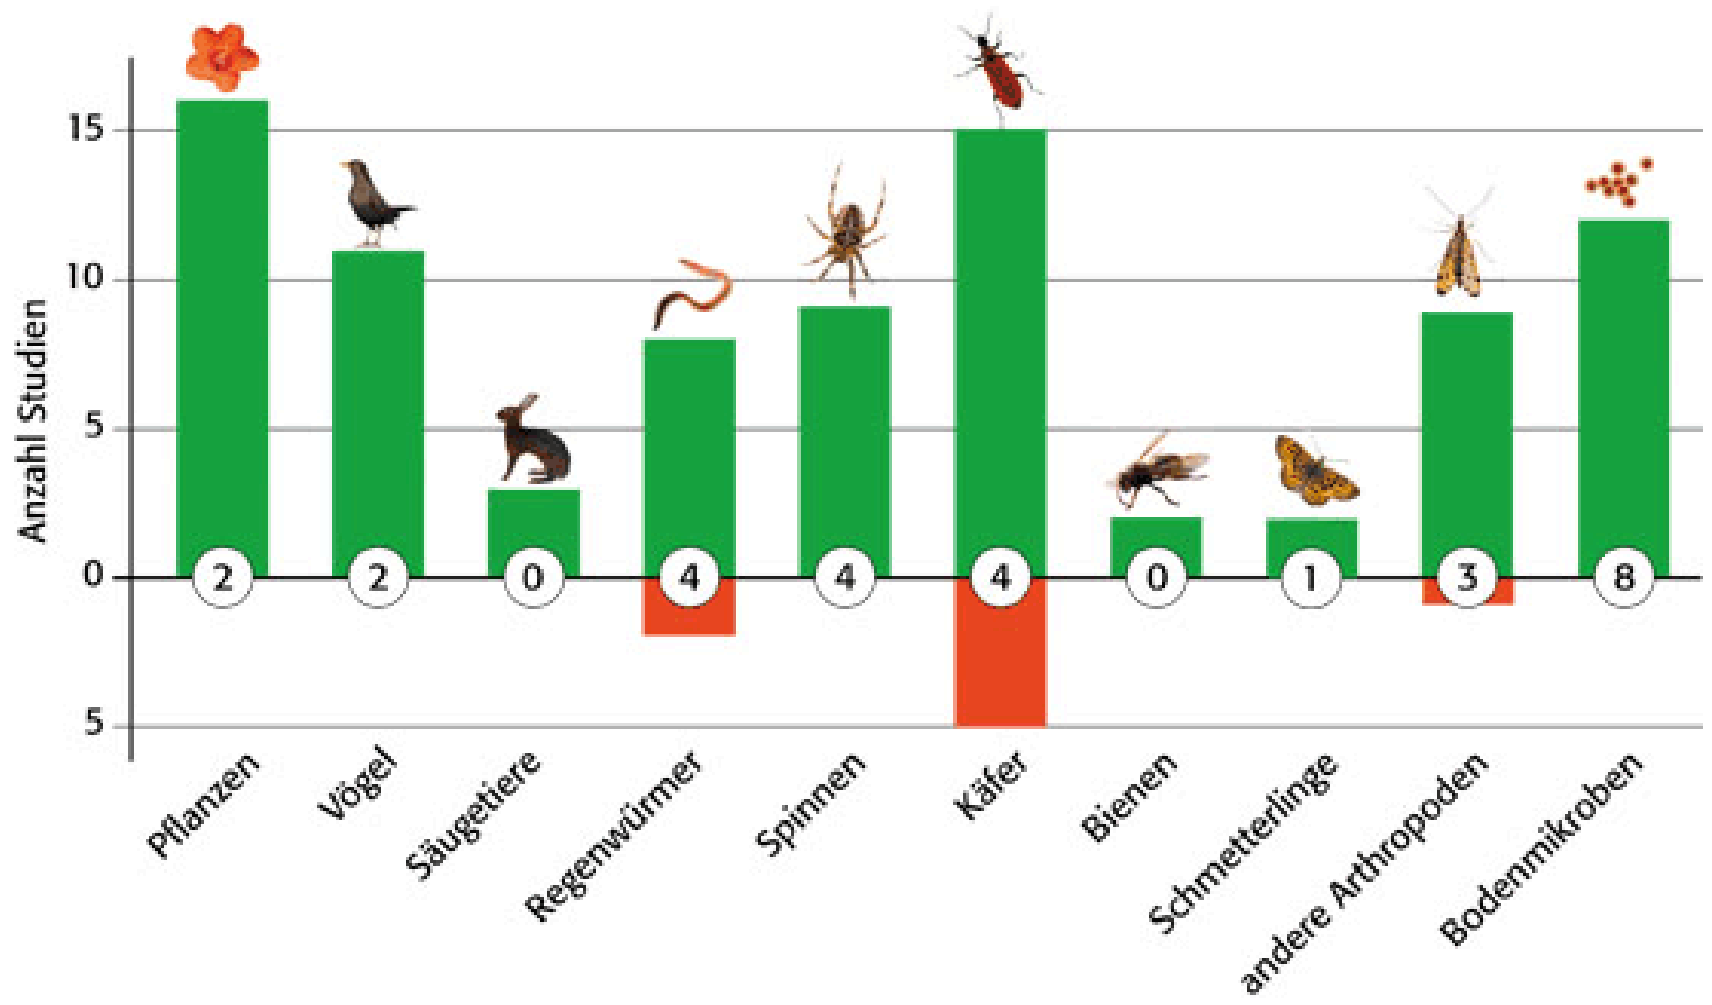 Anzahl Studien
15
10
5
0
5
2
2
0
4
4
4
0
1
3
8
Pflanzen
Vögel
Säugetiere
Regenwürmer
Spinnen
Käfer
Bienen
Schmetterlinge
andere Arthropoden
Bodenmikroben